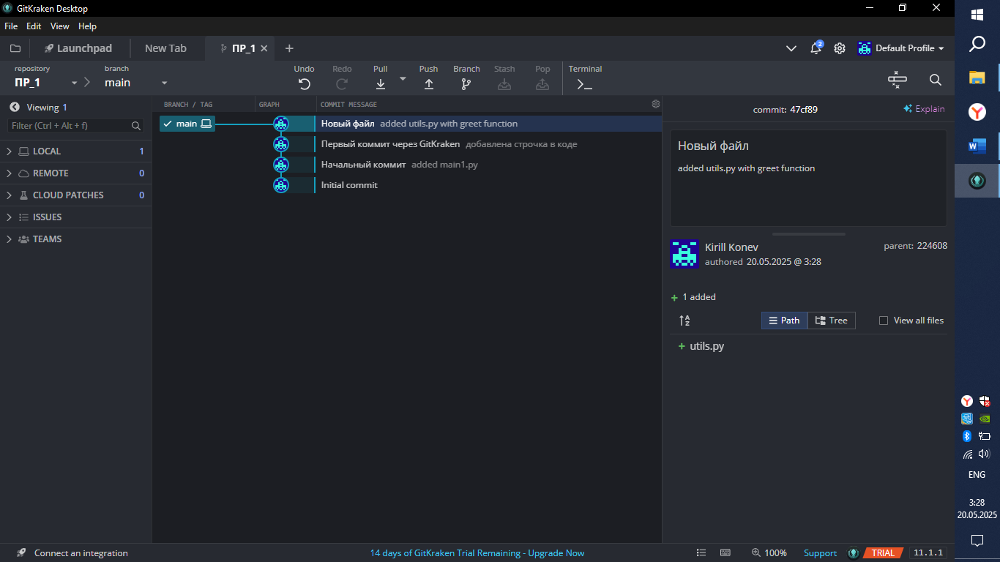 GitKraken Desktop
File Edit View Help
Launchpad New Tab ПР_1 2 Default Profile
repository branch
ПР_1 main
Undo Redo Pull Push Branch Stash Pop Terminal
Viewing 1
Filter (Ctrl + Alt + f)
LOCAL 1
REMOTE 0
CLOUD PATCHES 0
ISSUES
TEAMS
BRANCH / TAG GRAPH COMMIT MESSAGE
main Новый файл added utils.py with greet function
Первый коммит через GitKraken добавлена строчка в коде
Начальный коммит added main1.py
Initial commit
commit: 47cf89 Explain
Новый файл
added utils.py with greet function
Kirill Konev parent: 224608
authored 20.05.2025 @ 3:28
+ 1 added
A Z Path Tree View all files
+ utils.py
Connect an integration 14 days of GitKraken Trial Remaining - Upgrade Now 100% Support TRIAL 11.1.1
ENG
3:28
20.05.2025